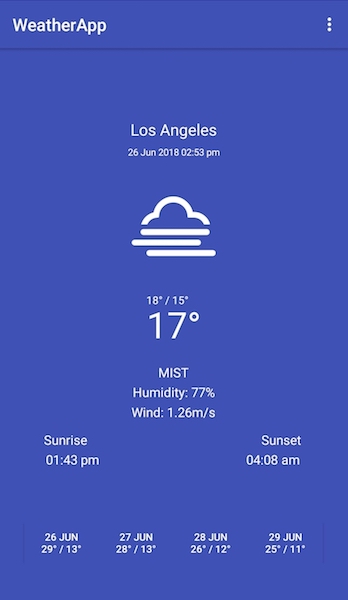 WeatherApp
Los Angeles
26 Jun 2018 02:53 pm
18° / 15°
17°
MIST
Humidity: 77%
Wind: 1.26m/s
Sunrise Sunset
01:43 pm 04:08 am
26 JUN 27 JUN 28 JUN 29 JUN
29° / 13° 28° / 13° 26° / 12° 25° / 11°